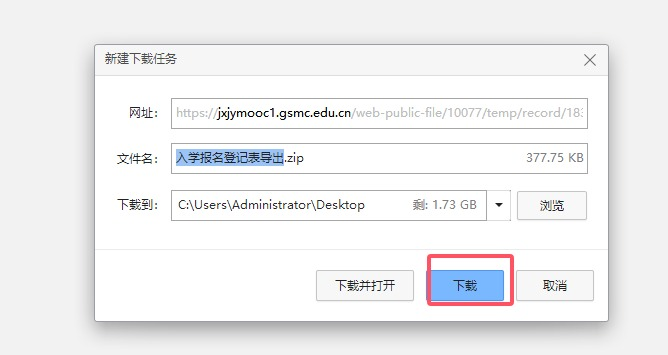 新建下载任务
网址： https://jxjymooc1.gsmc.edu.cn/web-public-file/10077/temp/record/183
文件名： 入学报名登记表导出.zip 377.75 KB
下载到： C:\Users\Administrator\Desktop 剩: 1.73 GB 浏览
下载并打开 下载 取消